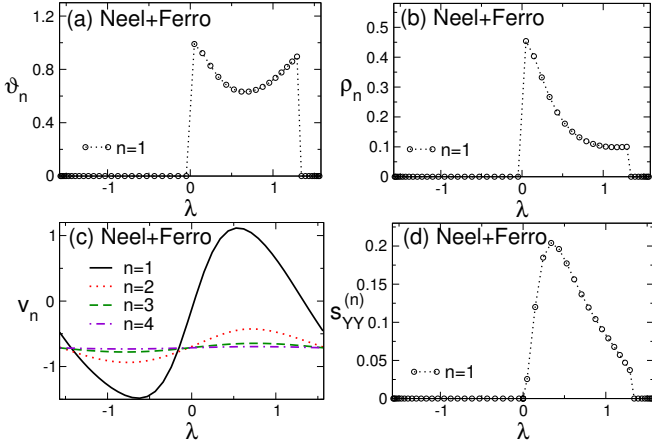 (a) Neel+Ferro
1.2
0.8
0.4
0
ϑn
n=1
-1 0 1
λ
(b) Neel+Ferro
0.5
0.4
0.3
0.2
0.1
0
ρn
n=1
-1 0 1
λ
(c) Neel+Ferro
1
0
-1
vn
n=1
n=2
n=3
n=4
-1 0 1
λ
(d) Neel+Ferro
0.2
0.15
0.1
0.05
0
sYY(n)
n=1
-1 0 1
λ